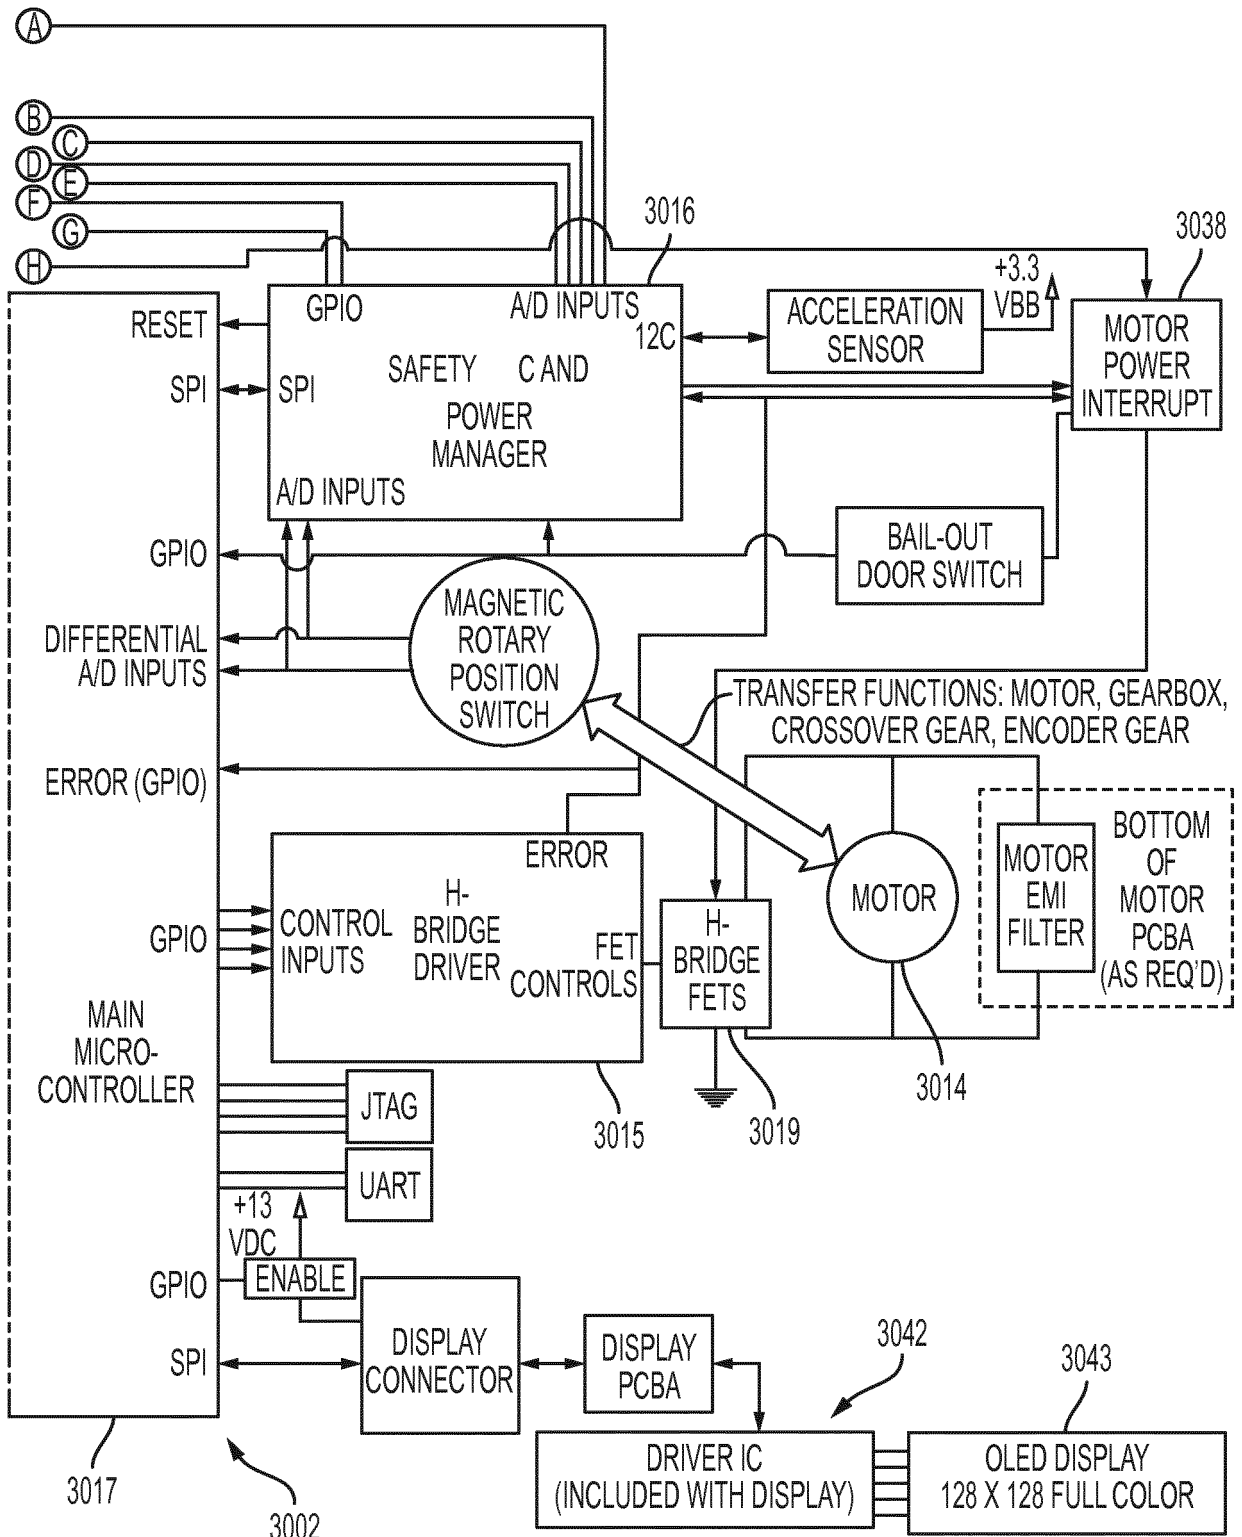 A
B
C
D
E
F
G
H
3016
3038
+3.3
VBB
GPIO
A/D INPUTS
12C
RESET
SPI
SPI
SAFETY C AND
POWER
MANAGER
A/D INPUTS
ACCELERATION
SENSOR
MOTOR
POWER
INTERRUPT
GPIO
BAIL-OUT
DOOR SWITCH
MAGNETIC
ROTARY
POSITION
SWITCH
DIFFERENTIAL
A/D INPUTS
TRANSFER FUNCTIONS: MOTOR, GEARBOX,
CROSSOVER GEAR, ENCODER GEAR
ERROR (GPIO)
ERROR
H-
BRIDGE
DRIVER
CONTROL
INPUTS
FET
CONTROLS
GPIO
H-
BRIDGE
FETS
MOTOR
MOTOR
EMI
FILTER
BOTTOM
OF
MOTOR
PCBA
(AS REQ'D)
MAIN
MICRO-
CONTROLLER
3015
3019
3014
JTAG
UART
+13
VDC
GPIO
ENABLE
SPI
DISPLAY
CONNECTOR
DISPLAY
PCBA
3042
3043
DRIVER IC
(INCLUDED WITH DISPLAY)
OLED DISPLAY
128 X 128 FULL COLOR
3017
3002